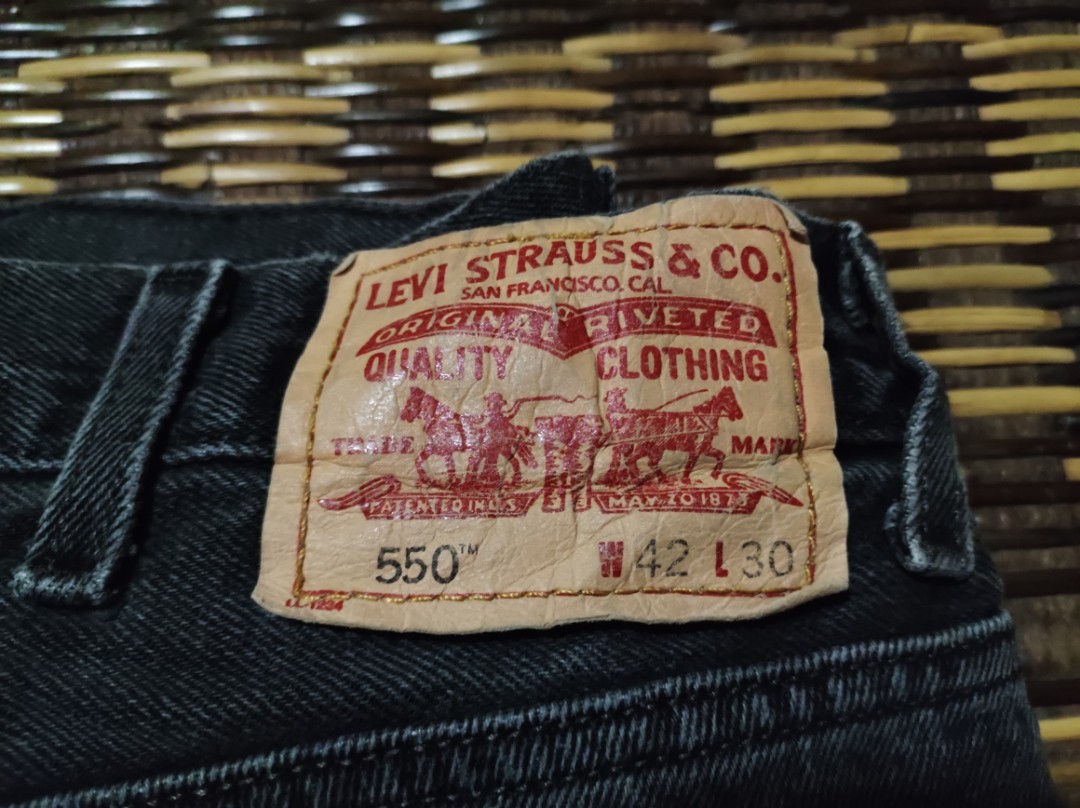 LEVI STRAUSS & CO.
SAN FRANCISCO. CAL.
ORIGINAL RIVETED
QUALITY CLOTHING
TRADE MARK
PATENTED IN U.S. MAY 20 1873
550™ W 42 L 30